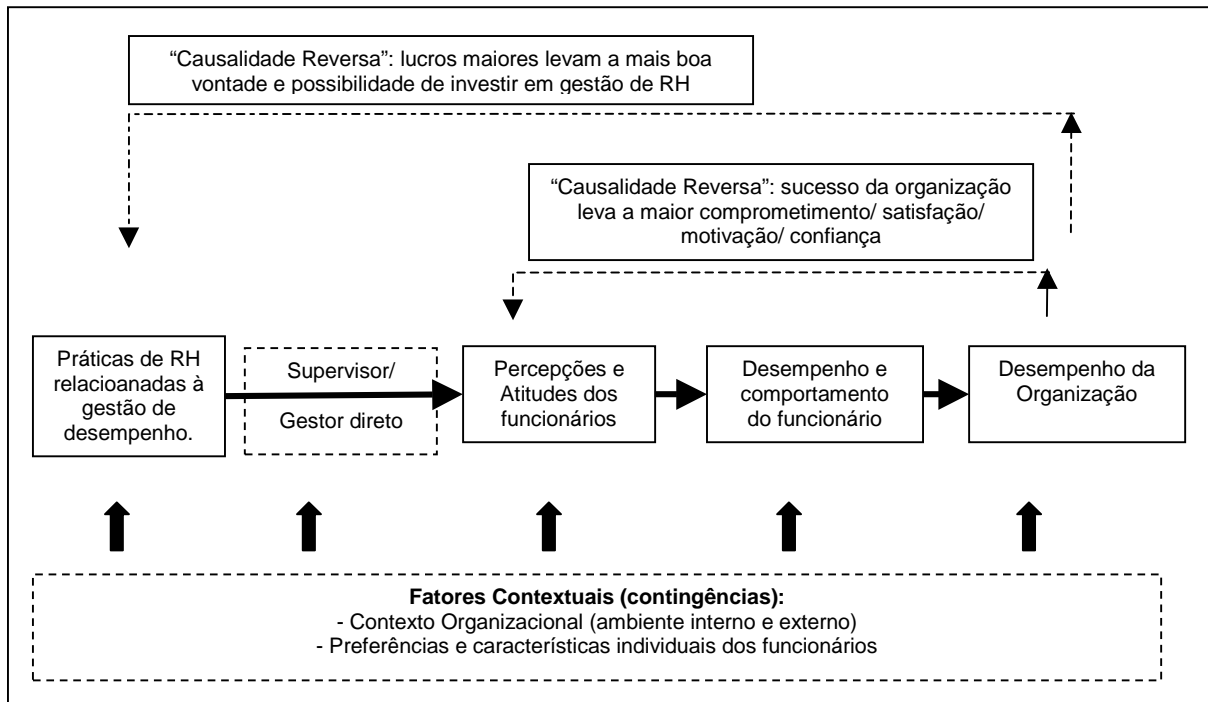 “Causalidade Reversa”: lucros maiores levam a mais boa
vontade e possibilidade de investir em gestão de RH
“Causalidade Reversa”: sucesso da organização
leva a maior comprometimento/ satisfação/
motivação/ confiança
Práticas de RH
relacioanadas à
gestão de
desempenho.
Supervisor/
Gestor direto
Percepções e
Atitudes dos
funcionários
Desempenho e
comportamento
do funcionário
Desempenho da
Organização
Fatores Contextuais (contingências):
- Contexto Organizacional (ambiente interno e externo)
- Preferências e características individuais dos funcionários